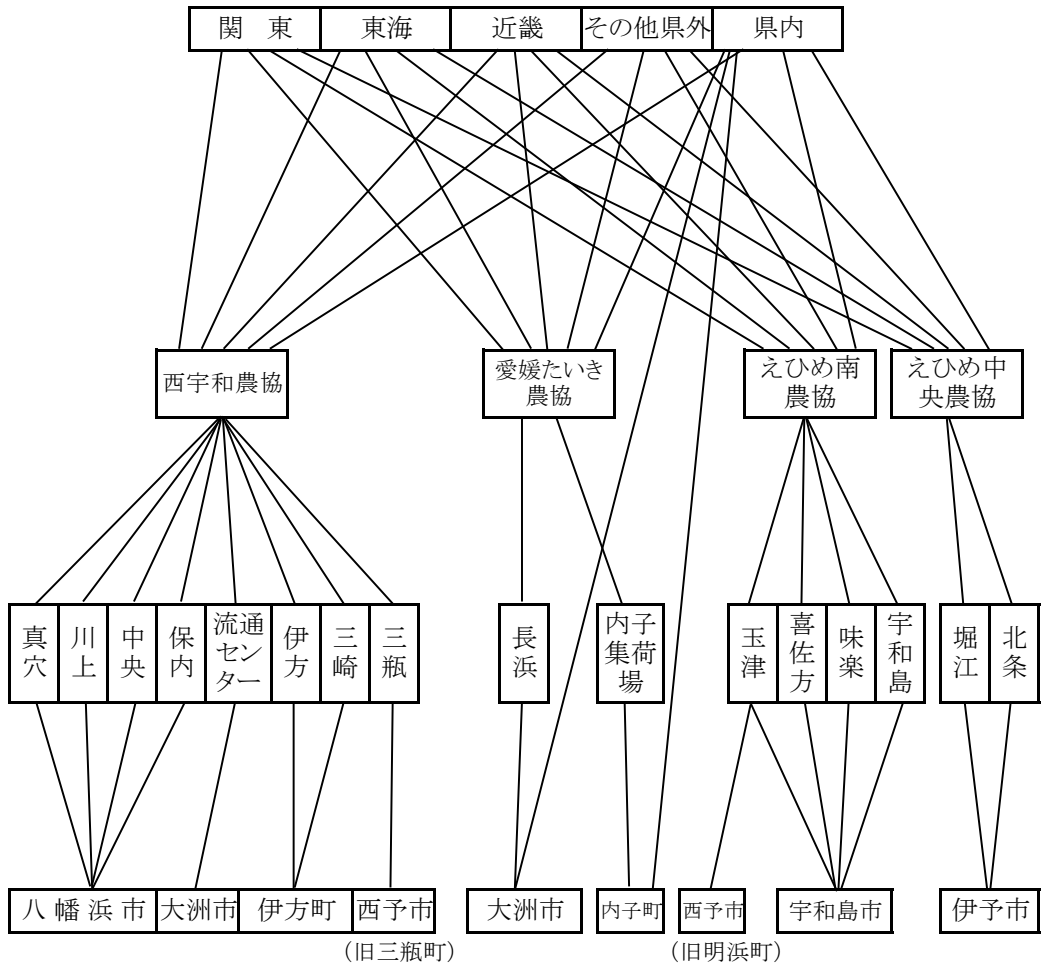 関　東
東海
近畿
その他県外
県内
西宇和農協
愛媛たいき
農協
えひめ南
農協
えひめ中
央農協
真穴
川上
中央
保内
流通
セン
ター
伊方
三崎
三瓶
長浜
内子
集荷
場
玉津
喜佐方
味楽
宇和島
堀江
北条
八幡浜市
大洲市
伊方町
西予市
大洲市
内子町
西予市
宇和島市
伊予市
（旧三瓶町）
（旧明浜町）